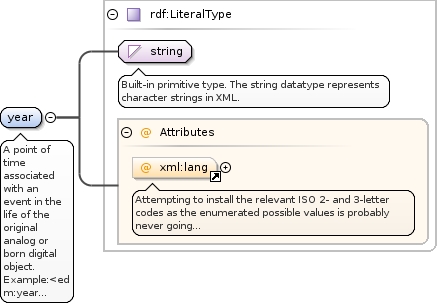 rdf:LiteralType
string
Built-in primitive type. The string datatype represents
character strings in XML.
year
A point of
time
associated
with an
event in the
life of the
original
analog or
born digital
object.
Example:<ed
m:year...
@ Attributes
@ xml:lang
Attempting to install the relevant ISO 2- and 3-letter
codes as the enumerated possible values is probably
never going...